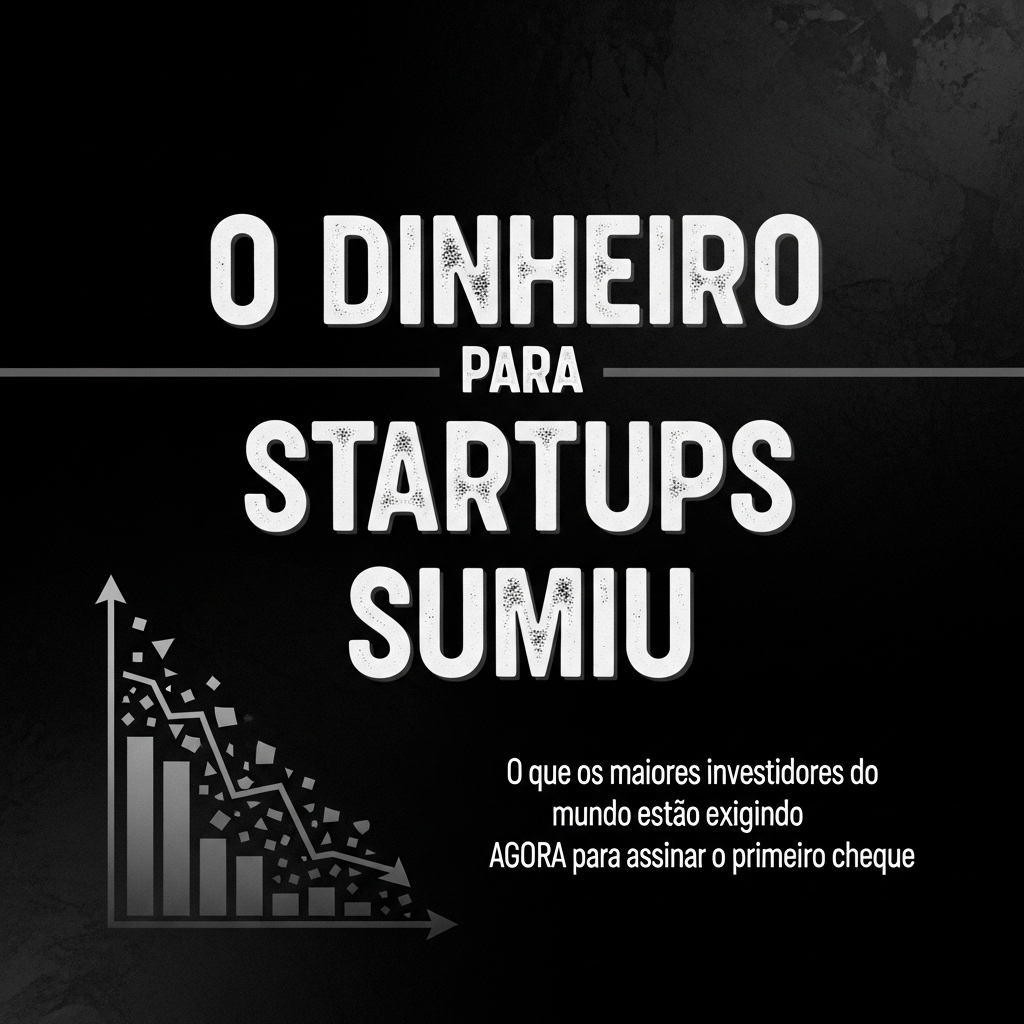 O DINHEIRO
PARA
STARTUPS
SUMIU
O que os maiores investidores do
mundo estão exigindo
AGORA para assinar o primeiro cheque